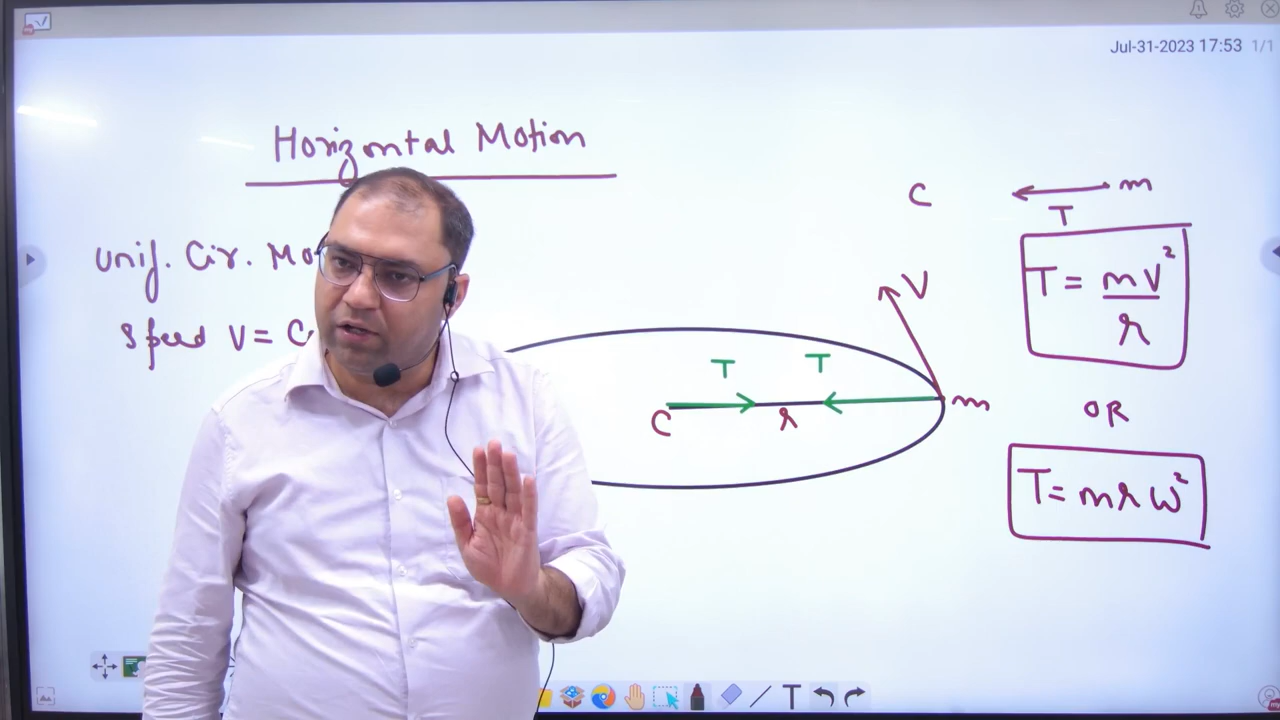 Jul-31-2023 17:53 1/1
Horizontal Motion
Unif. Cir. Mo
Speed V = C
C
m
T
T = mV²/r
V
T T
C r m
OR
T = mrω²
T